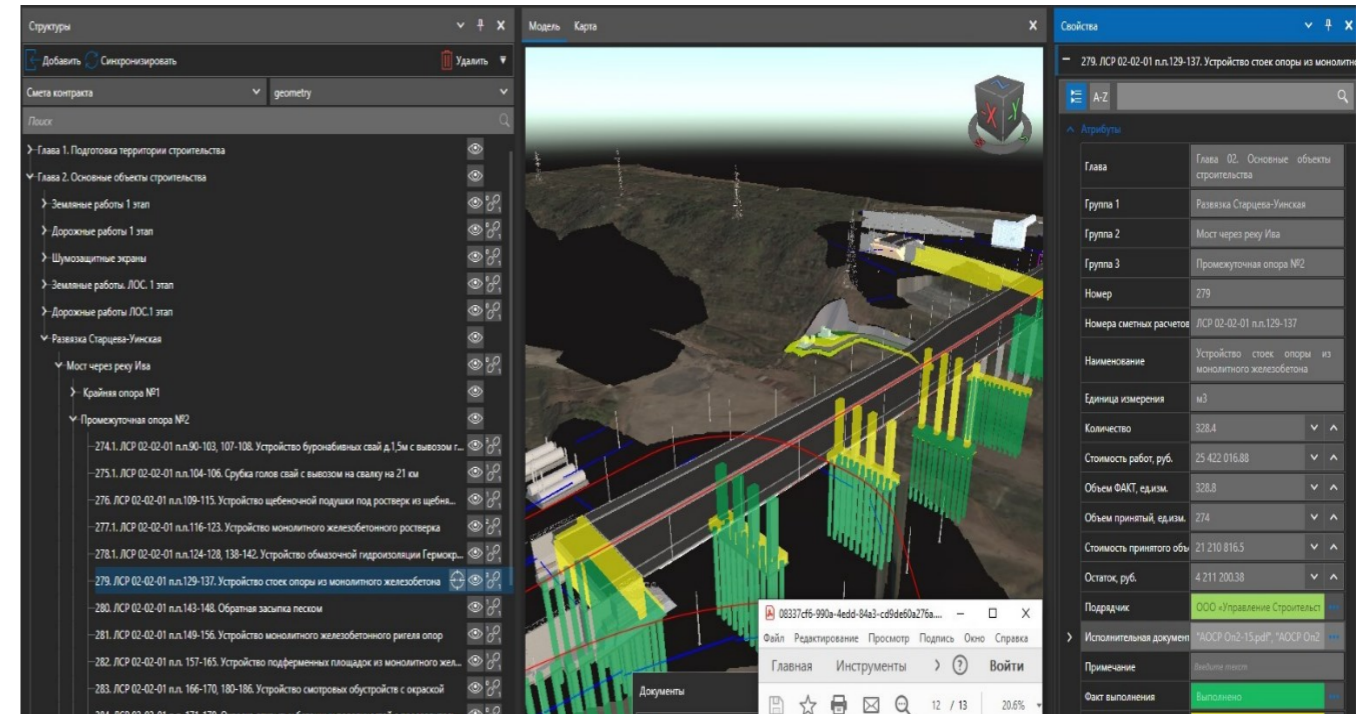 Структуры
Добавить Синхронизировать Удалить
Смета контракта geometry
Поиск
Глава 1. Подготовка территории строительства
Глава 2. Основные объекты строительства
Земляные работы 1 этап
Дорожные работы 1 этап
Шумозащитные экраны
Земляные работы. ЛОС. 1 этап
Дорожные работы ЛОС.1 этап
Развязка Старцева-Уинская
Мост через реку Ива
Крайняя опора №1
Промежуточная опора №2
274.1. ЛСР 02-02-01 п.п.90-103, 107-108. Устройство буронабивных свай д.1,5м с вывозом г...
275.1. ЛСР 02-02-01 п.п.104-106. Срубка голов свай с вывозом на свалку на 21 км
276. ЛСР 02-02-01 п.п.109-115. Устройство щебеночной подушки под ростверк из щебня...
277.1. ЛСР 02-02-01 п.п.116-123. Устройство монолитного железобетонного ростверка
278.1. ЛСР 02-02-01 п.п.124-128, 138-142. Устройство обмазочной гидроизоляции Гермокр...
279. ЛСР 02-02-01 п.п.129-137. Устройство стоек опоры из монолитного железобетона
280. ЛСР 02-02-01 п.п.143-148. Обратная засыпка песком
281. ЛСР 02-02-01 п.п.149-156. Устройство монолитного железобетонного ригеля опор
282. ЛСР 02-02-01 п.п. 157-165. Устройство подферменных площадок из монолитного жел...
283. ЛСР 02-02-01 п.п. 166-170, 180-186. Устройство смотровых обустройств с окраской
Модель Карта
-X -Y
08337cf6-990a-4edd-84a3-cd9de60a276a....
Файл Редактирование Просмотр Подпись Окно Справка
Главная Инструменты Войти
12 / 13 20.6%
Документы
Свойства
279. ЛСР 02-02-01 п.п.129-137. Устройство стоек опоры из монолитно
A-Z
Атрибуты
Глава Глава 02. Основные объекты
строительства
Группа 1 Развязка Старцева-Уинская
Группа 2 Мост через реку Ива
Группа 3 Промежуточная опора №2
Номер 279
Номера сметных расчетов ЛСР 02-02-01 п.п.129-137
Наименование Устройство стоек опоры из
монолитного железобетона
Единица измерения м3
Количество 328.4
Стоимость работ, руб. 25 422 016.88
Объем ФАКТ, ед.изм. 328.8
Объем принятый, ед.изм. 274
Стоимость принятого объ 21 210 816.5
Остаток, руб. 4 211 200.38
Подрядчик ООО «Управление Строительст
Исполнительная документ "АОСР Оп2-15.pdf", "АОСР Оп2
Примечание Введите текст
Факт выполнения Выполнено